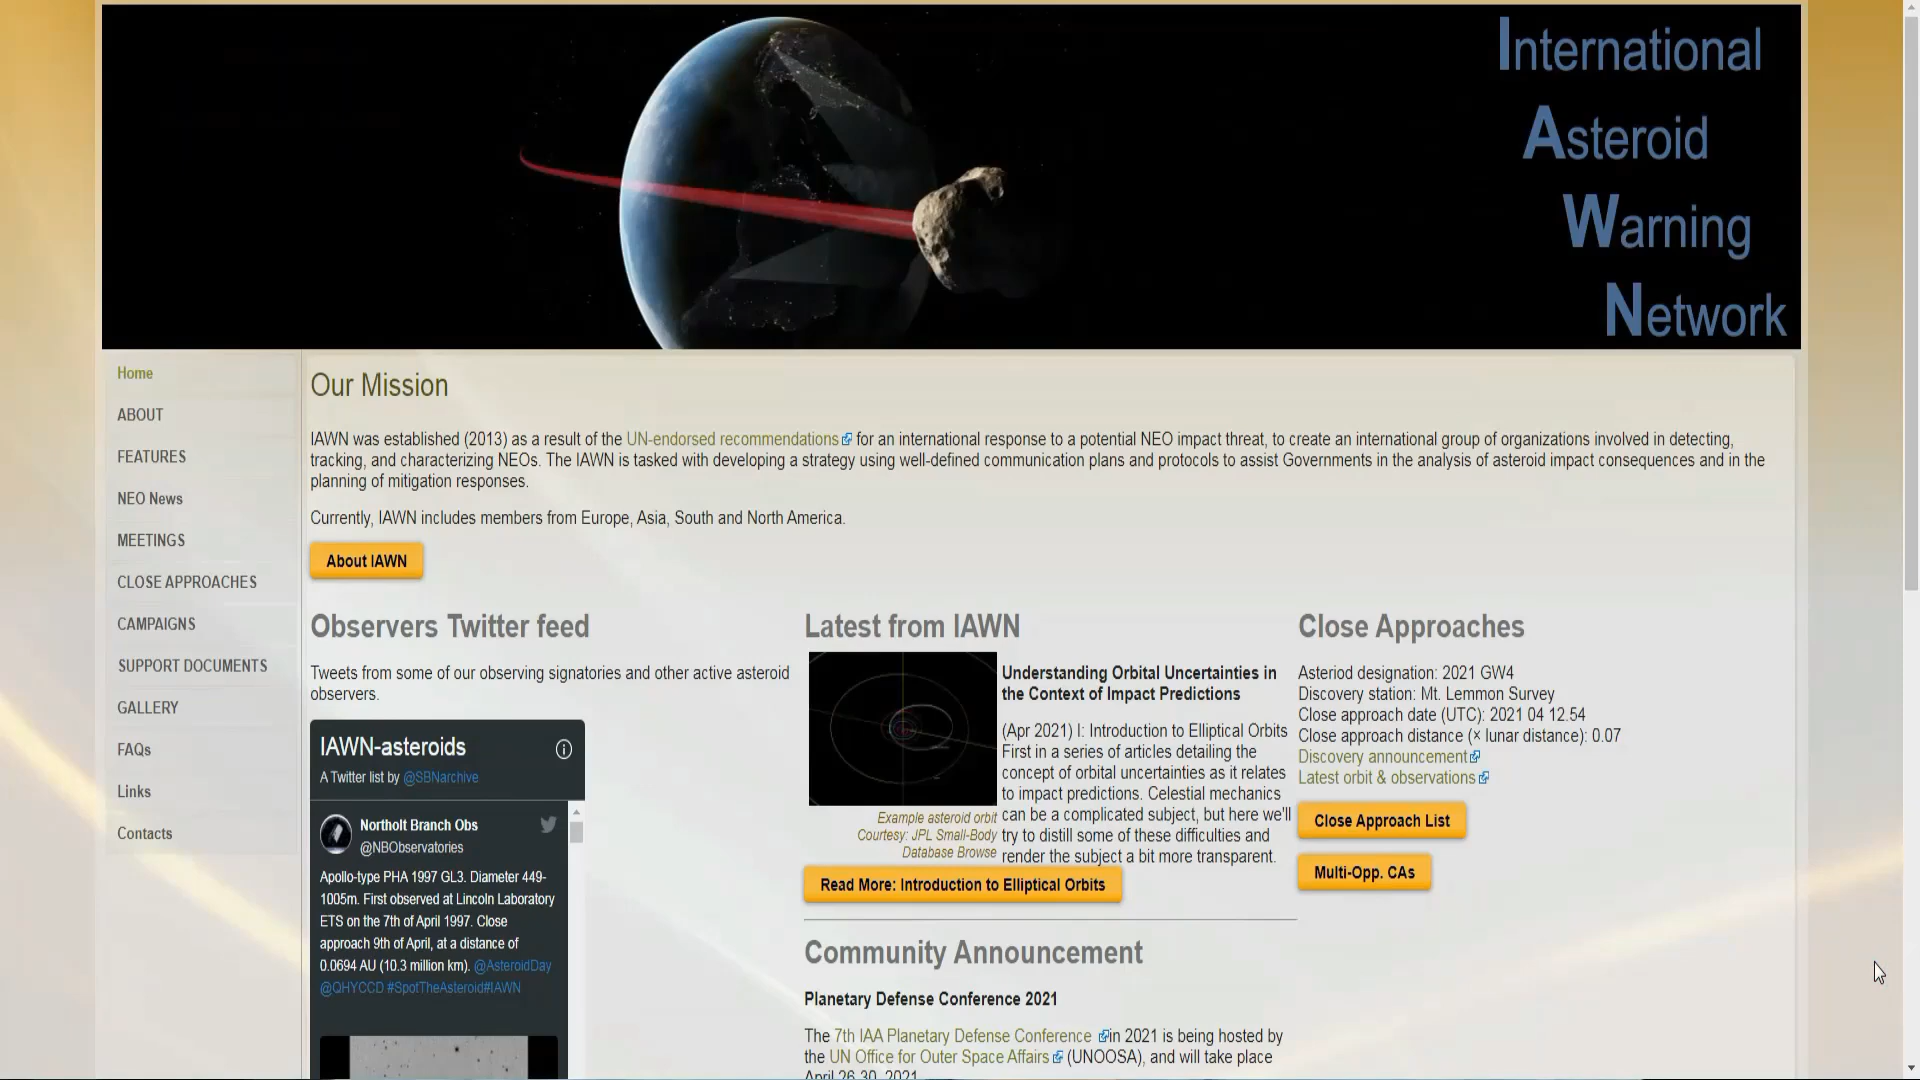 International
Asteroid
Warning
Network
Home
ABOUT
FEATURES
NEO News
MEETINGS
CLOSE APPROACHES
CAMPAIGNS
SUPPORT DOCUMENTS
GALLERY
FAQs
Links
Contacts
Our Mission
IAWN was established (2013) as a result of the UN-endorsed recommendations for an international response to a potential NEO impact threat, to create an international group of organizations involved in detecting,
tracking, and characterizing NEOs. The IAWN is tasked with developing a strategy using well-defined communication plans and protocols to assist Governments in the analysis of asteroid impact consequences and in the
planning of mitigation responses.
Currently, IAWN includes members from Europe, Asia, South and North America.
About IAWN
Observers Twitter feed
Tweets from some of our observing signatories and other active asteroid
observers.
IAWN-asteroids
A Twitter list by @SBNarchive
Northolt Branch Obs
@NBObservatories
Apollo-type PHA 1997 GL3. Diameter 449-
1005m. First observed at Lincoln Laboratory
ETS on the 7th of April 1997. Close
approach 9th of April, at a distance of
0.0694 AU (10.3 million km). @AsteroidDay
@QHYCCD #SpotTheAsteroid#IAWN
Latest from IAWN
Understanding Orbital Uncertainties in
the Context of Impact Predictions
(Apr 2021) I: Introduction to Elliptical Orbits
First in a series of articles detailing the
concept of orbital uncertainties as it relates
to impact predictions. Celestial mechanics
can be a complicated subject, but here we'll
try to distill some of these difficulties and
render the subject a bit more transparent.
Example asteroid orbit
Courtesy: JPL Small-Body
Database Browse
Read More: Introduction to Elliptical Orbits
Community Announcement
Planetary Defense Conference 2021
The 7th IAA Planetary Defense Conference in 2021 is being hosted by
the UN Office for Outer Space Affairs (UNOOSA), and will take place
April 26-30, 2021
Close Approaches
Asteriod designation: 2021 GW4
Discovery station: Mt. Lemmon Survey
Close approach date (UTC): 2021 04 12.54
Close approach distance (× lunar distance): 0.07
Discovery announcement
Latest orbit & observations
Close Approach List
Multi-Opp. CAs